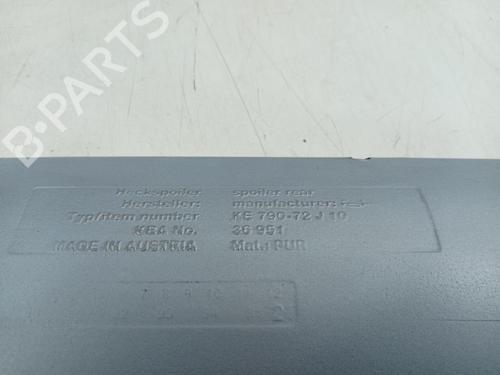 B-PARTS
Heckspoiler spoiler rear
Hersteller: manufacturer:
Typ/item number KE 790-72 J 10
KBA No. 36 951
MADE IN AUSTRIA Mat.: PUR